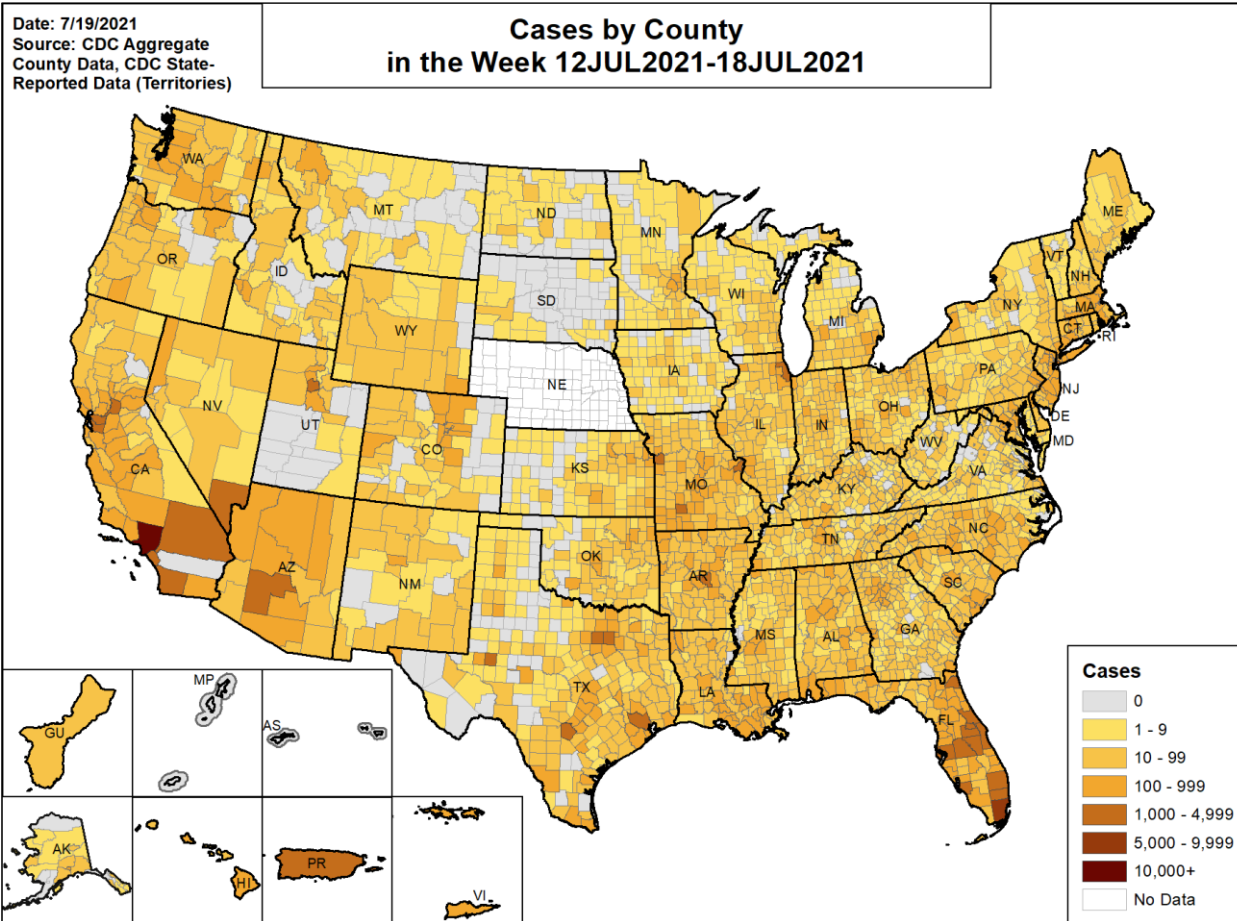 Date: 7/19/2021
Source: CDC Aggregate
County Data, CDC State-
Reported Data (Territories)
Cases by County
in the Week 12JUL2021-18JUL2021
WA
MT
ND
MN
ME
OR
ID
SD
WI
MI
VT
NH
NY
MA
CT
RI
WY
NE
IA
PA
NJ
NV
UT
CO
IL
IN
OH
DE
MD
WV
VA
CA
KS
MO
KY
AZ
NM
OK
AR
TN
NC
SC
MS
AL
GA
TX
LA
FL
GU
MP
AS
AK
HI
PR
VI
Cases
0
1 - 9
10 - 99
100 - 999
1,000 - 4,999
5,000 - 9,999
10,000+
No Data